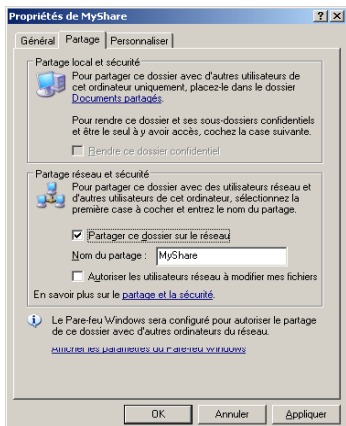 Propriétés de MyShare
Général
Partage
Personnaliser
Partage local et sécurité
Pour partager ce dossier avec d'autres utilisateurs de
cet ordinateur uniquement, placez-le dans le dossier
Documents partagés.
Pour rendre ce dossier et ses sous-dossiers confidentiels
et être le seul à y avoir accès, cochez la case suivante.
Rendre ce dossier confidentiel
Partage réseau et sécurité
Pour partager ce dossier avec des utilisateurs réseau et
d'autres utilisateurs de cet ordinateur, sélectionnez la
première case à cocher et entrez le nom du partage.
Partager ce dossier sur le réseau
Nom du partage : MyShare
Autoriser les utilisateurs réseau à modifier mes fichiers
En savoir plus sur le partage et la sécurité.
Le Pare-feu Windows sera configuré pour autoriser le partage
de ce dossier avec d'autres ordinateurs du réseau.
Afficher les paramètres du Pare-feu Windows
OK
Annuler
Appliquer